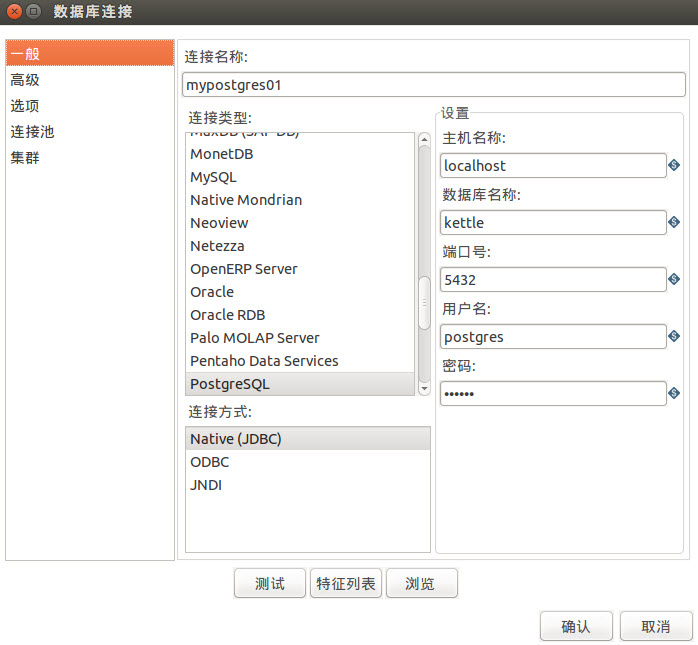 数据库连接
一般
高级
选项
连接池
集群
连接名称:
mypostgres01
连接类型:
MaxDB (SAP DB)
MonetDB
MySQL
Native Mondrian
Neoview
Netezza
OpenERP Server
Oracle
Oracle RDB
Palo MOLAP Server
Pentaho Data Services
PostgreSQL
连接方式:
Native (JDBC)
ODBC
JNDI
设置
主机名称:
localhost
数据库名称:
kettle
端口号:
5432
用户名:
postgres
密码:
••••••
测试
特征列表
浏览
确认
取消